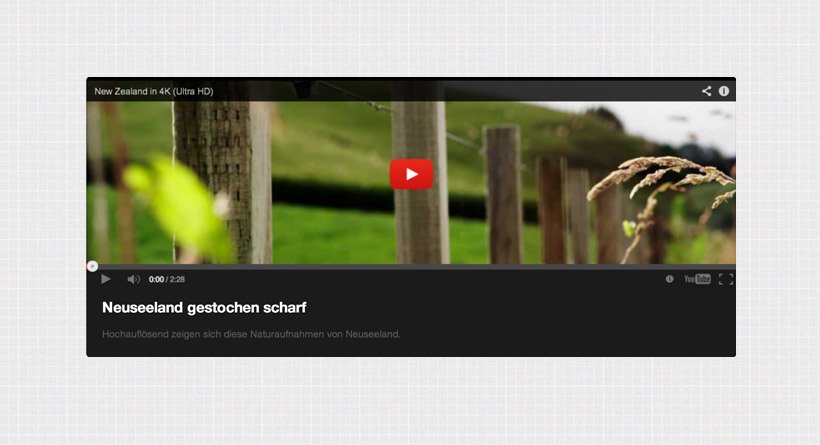 New Zealand in 4K (Ultra HD)
0:00 / 2:28
YouTube
Neuseeland gestochen scharf
Hochauflösend zeigen sich diese Naturaufnahmen von Neuseeland.